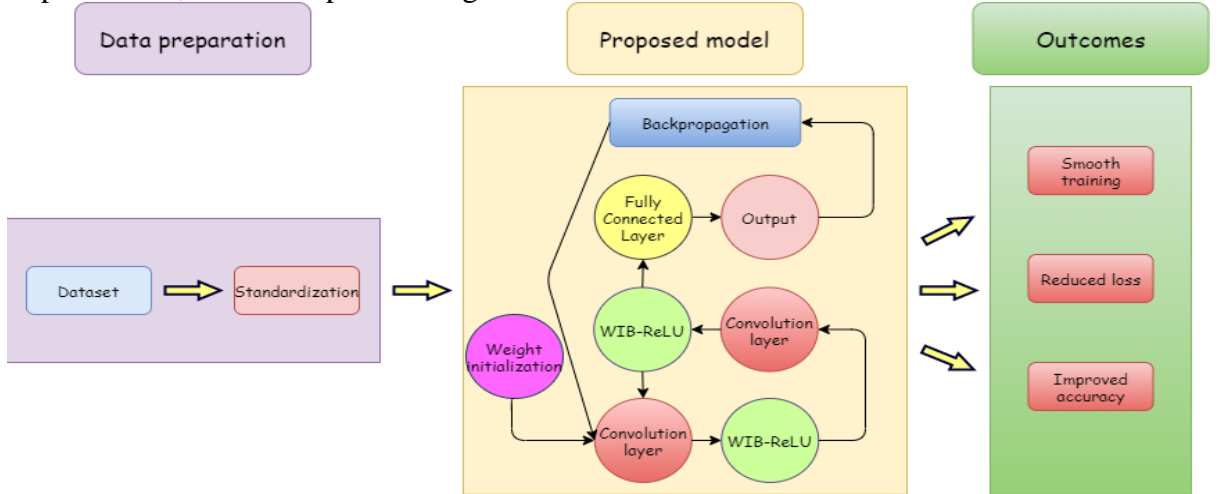 Data preparation
Proposed model
Outcomes
Dataset
Standardization
Backpropagation
Fully
Connected
Layer
Output
WIB-ReLU
Convolution
layer
Weight
initialization
Convolution
layer
WIB-ReLU
Smooth
training
Reduced loss
Improved
accuracy